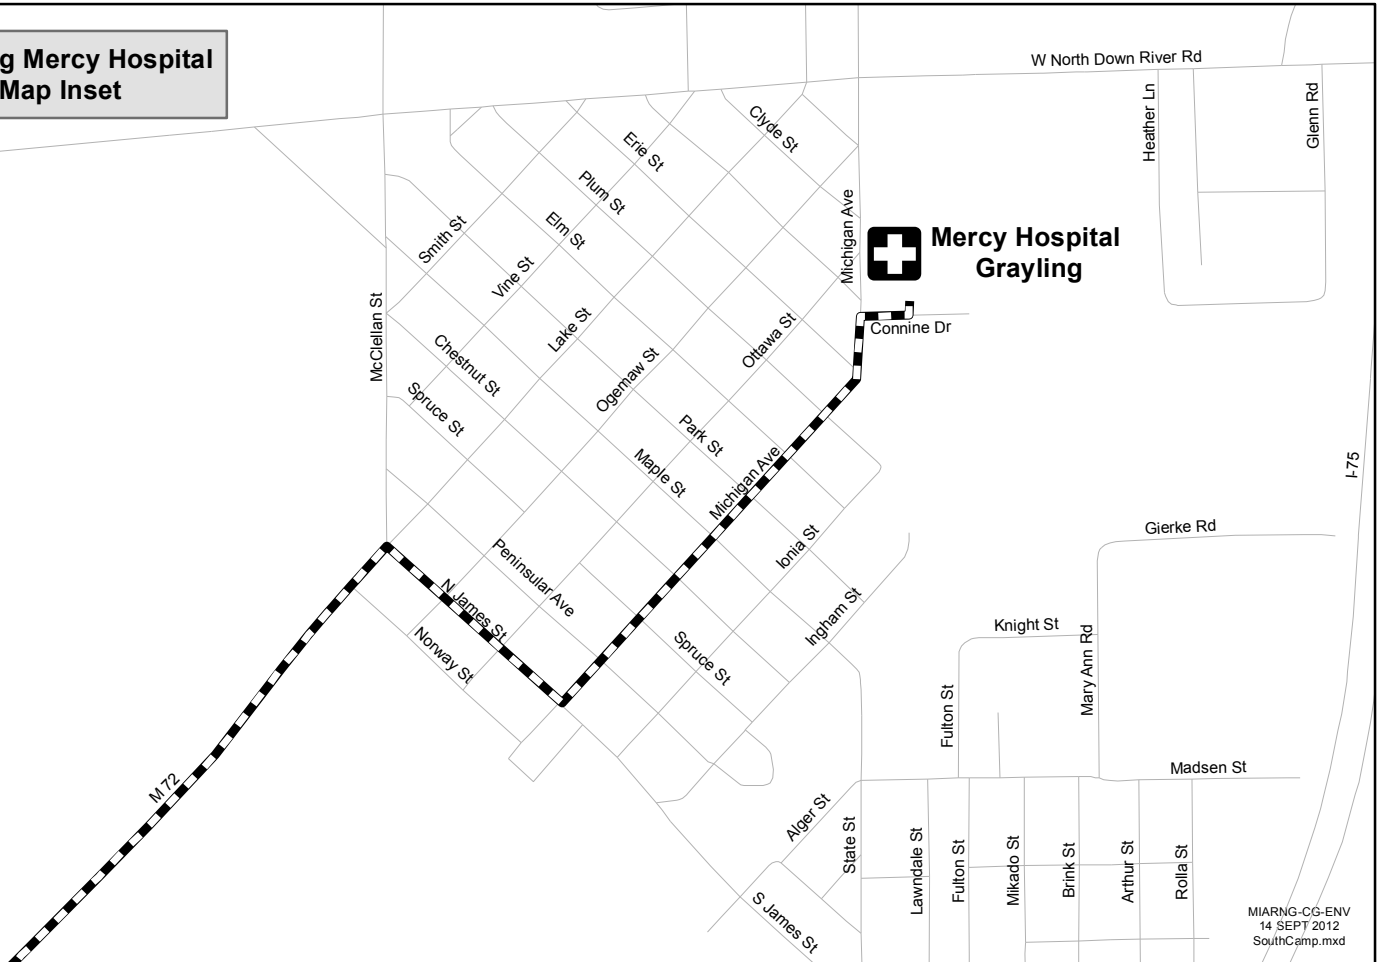 g Mercy Hospital
Map Inset
W North Down River Rd
Heather Ln
Glenn Rd
Clyde St
Erie St
Plum St
Elm St
Smith St
Vine St
Michigan Ave
Mercy Hospital
Grayling
Connine Dr
McClellan St
Lake St
Ottawa St
Chestnut St
Ogemaw St
Spruce St
Park St
Maple St
Michigan Ave
I-75
Gierke Rd
Ionia St
Peninsular Ave
N James St
Ingham St
Norway St
Spruce St
Knight St
Mary Ann Rd
Fulton St
M 72
Madsen St
Alger St
State St
Lawndale St
Fulton St
Mikado St
Brink St
Arthur St
Rolla St
S James St
MIARNG-CG-ENV
14 SEPT 2012
SouthCamp.mxd